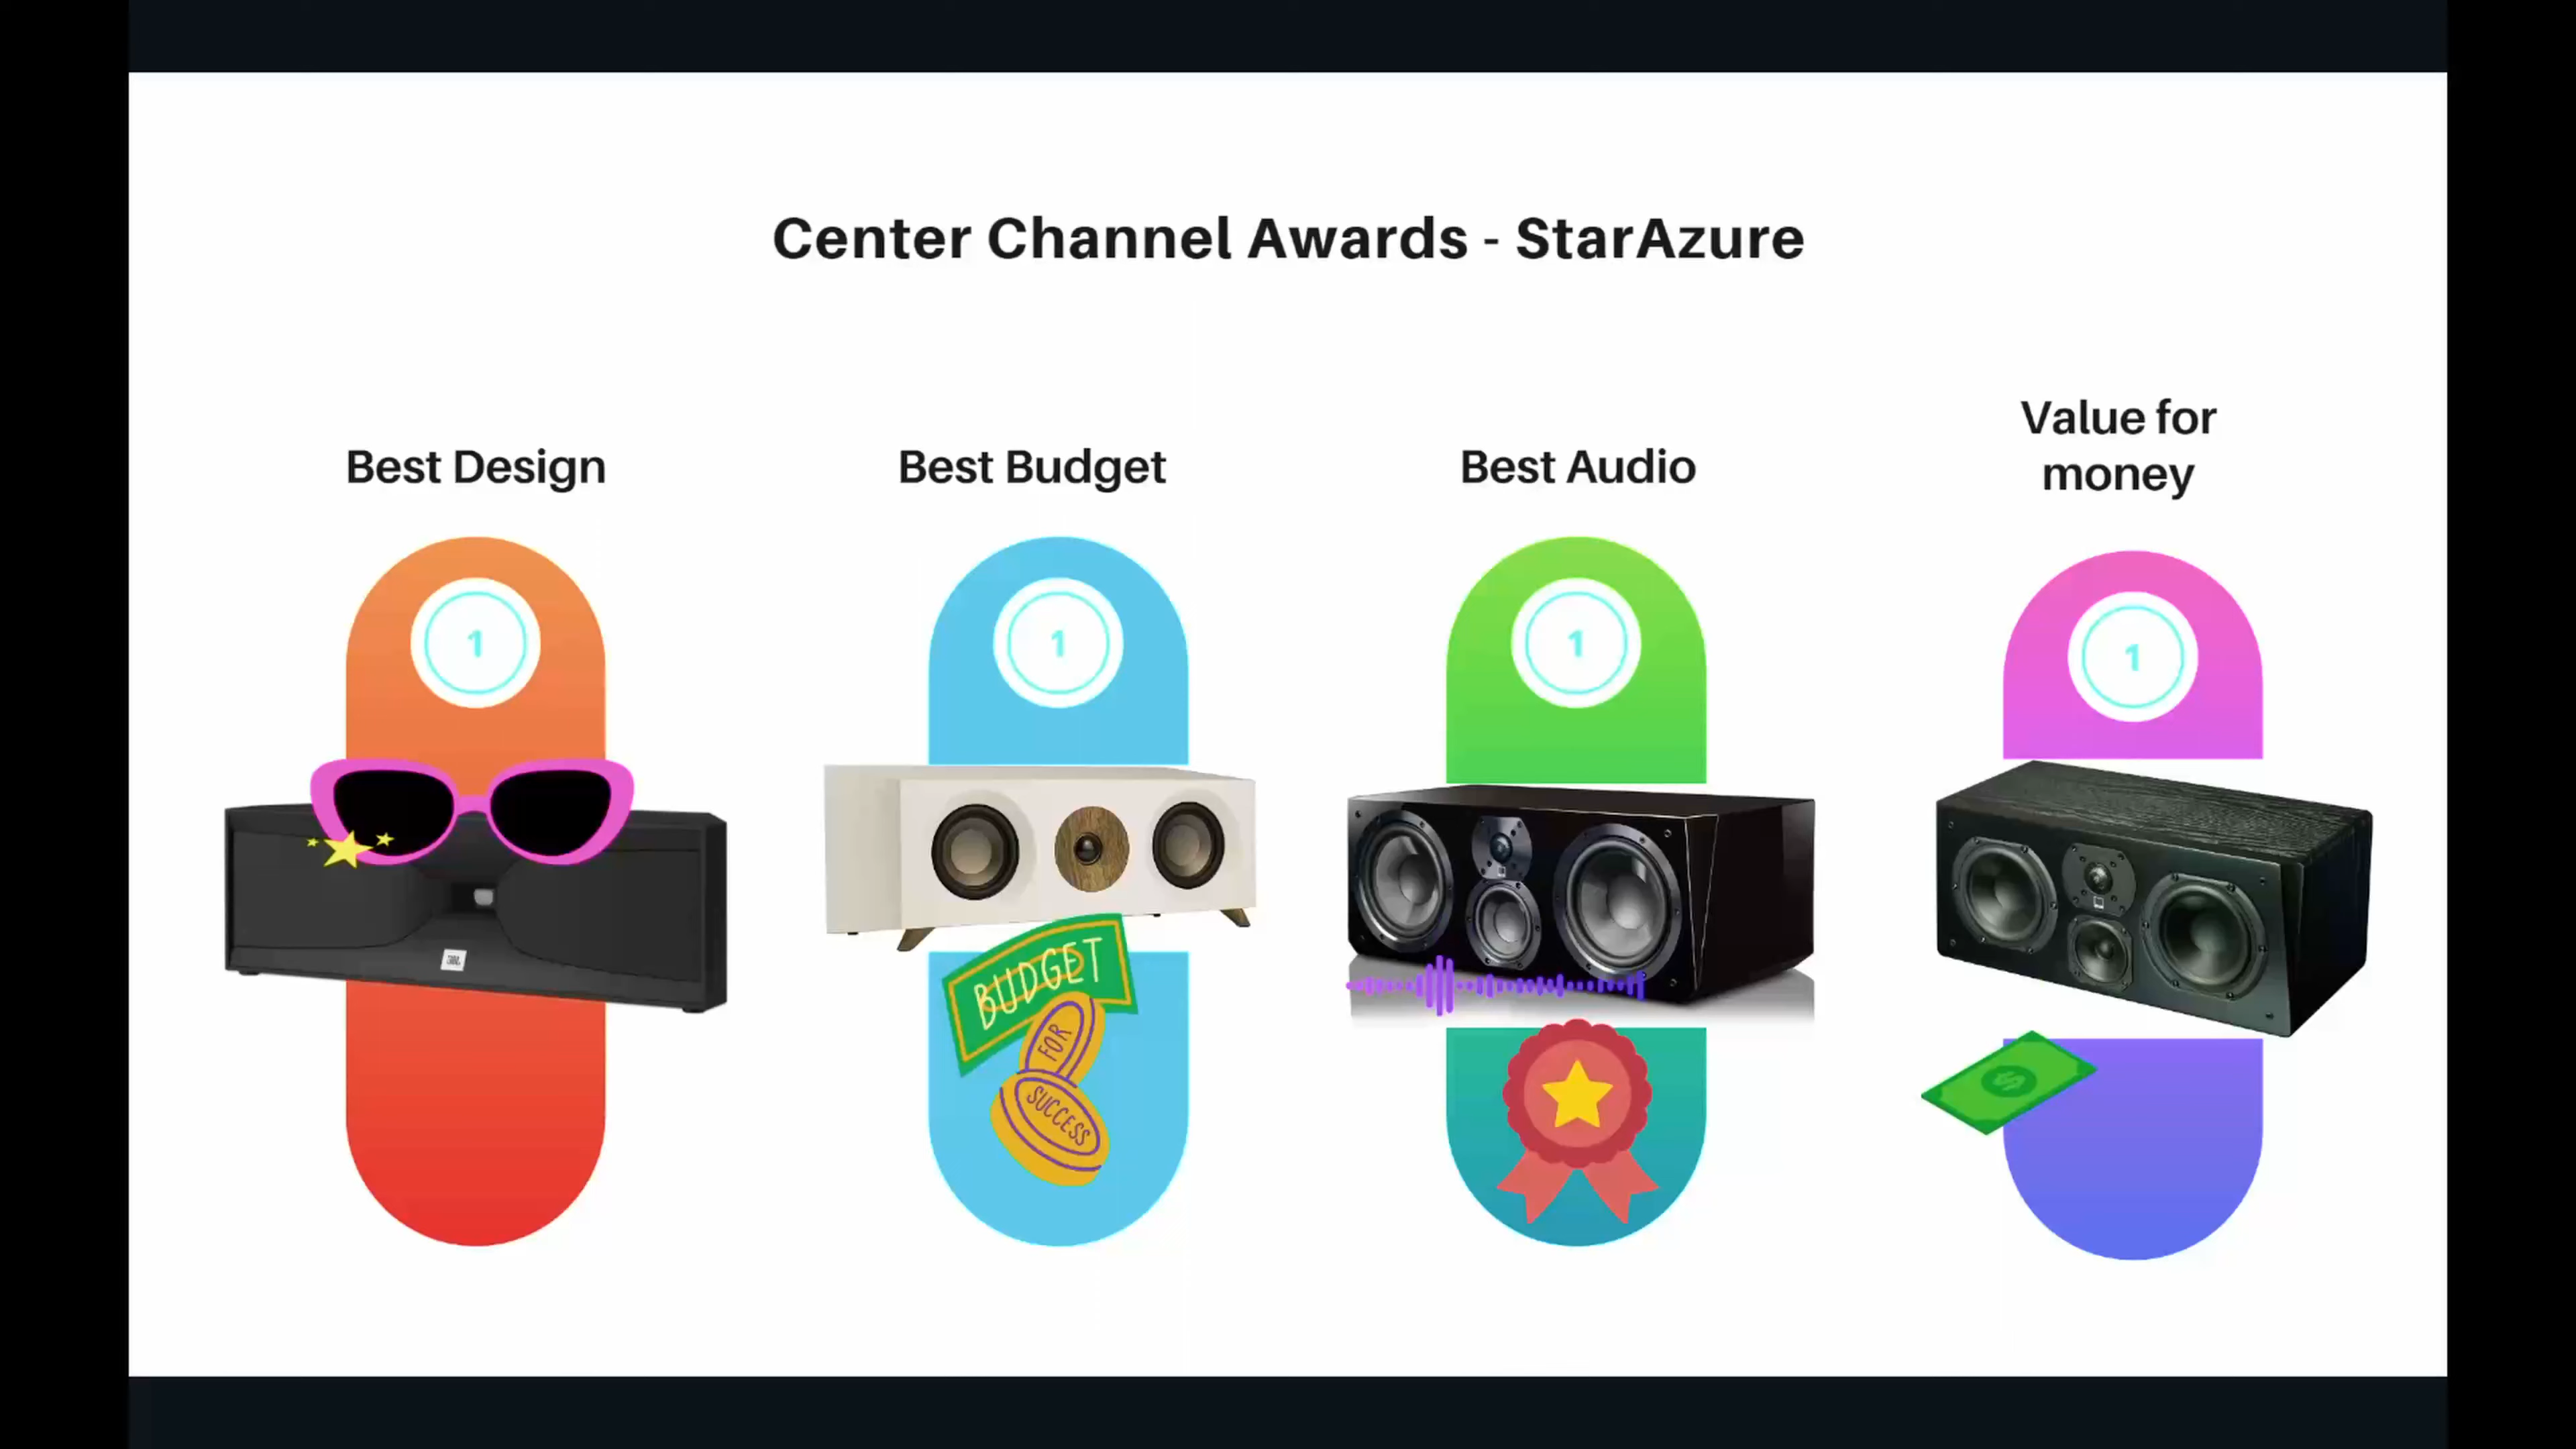 Center Channel Awards - StarAzure
Best Design
Best Budget
Best Audio
Value for
money
1
1
1
1
JBL
BUDGET
FOR
SUCCESS
$